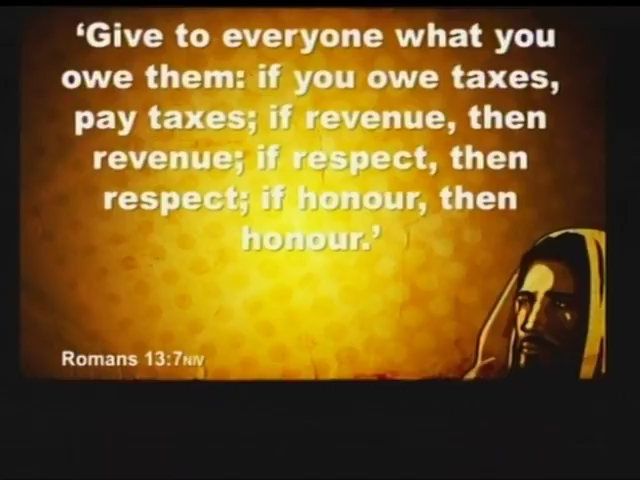 ‘Give to everyone what you
owe them: if you owe taxes,
pay taxes; if revenue, then
revenue; if respect, then
respect; if honour, then
honour.’
Romans 13:7NIV